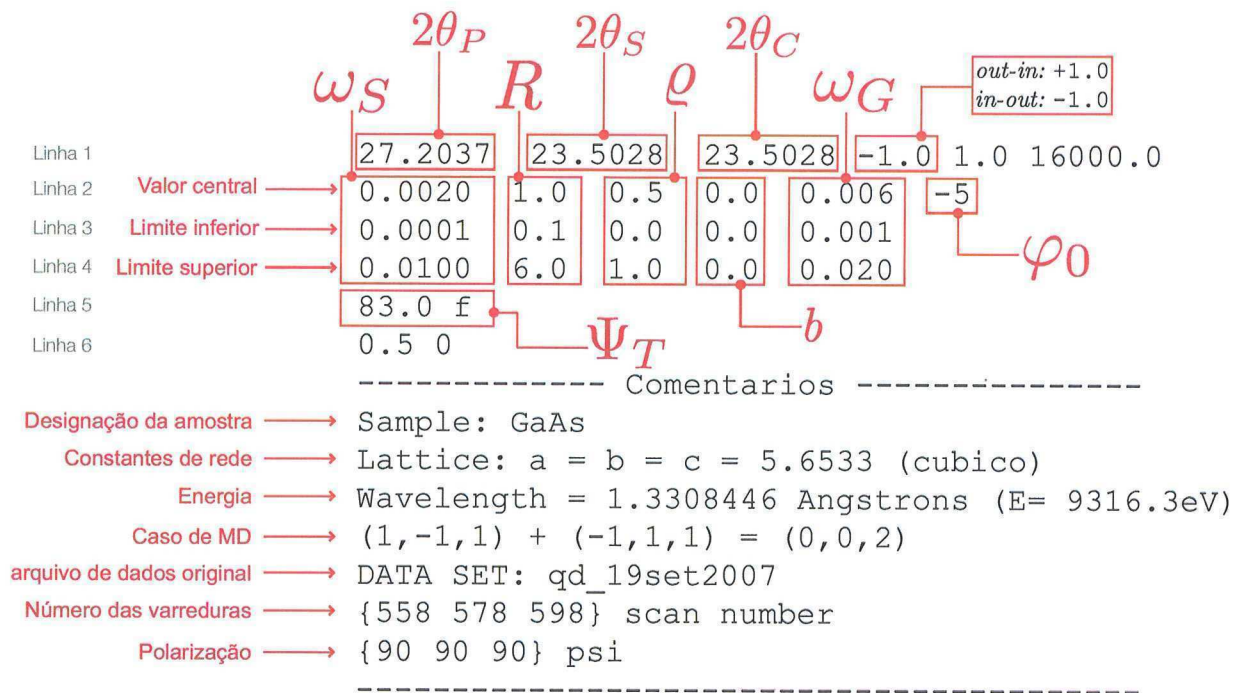 2θP 2θS 2θC
ωS R ϱ ωG
out-in: +1.0
in-out: -1.0
Linha 1 27.2037 23.5028 23.5028 -1.0 1.0 16000.0
Linha 2 Valor central 0.0020 1.0 0.5 0.0 0.006 -5
Linha 3 Limite inferior 0.0001 0.1 0.0 0.0 0.001
Linha 4 Limite superior 0.0100 6.0 1.0 0.0 0.020
φ0
Linha 5 83.0 f
b
ΨT
Linha 6 0.5 0
------------- Comentarios ---------------
Designação da amostra Sample: GaAs
Constantes de rede Lattice: a = b = c = 5.6533 (cubico)
Energia Wavelength = 1.3308446 Angstrons (E= 9316.3eV)
Caso de MD (1,-1,1) + (-1,1,1) = (0,0,2)
arquivo de dados original DATA SET: qd_19set2007
Número das varreduras {558 578 598} scan number
Polarização {90 90 90} psi
-------------------------------------------